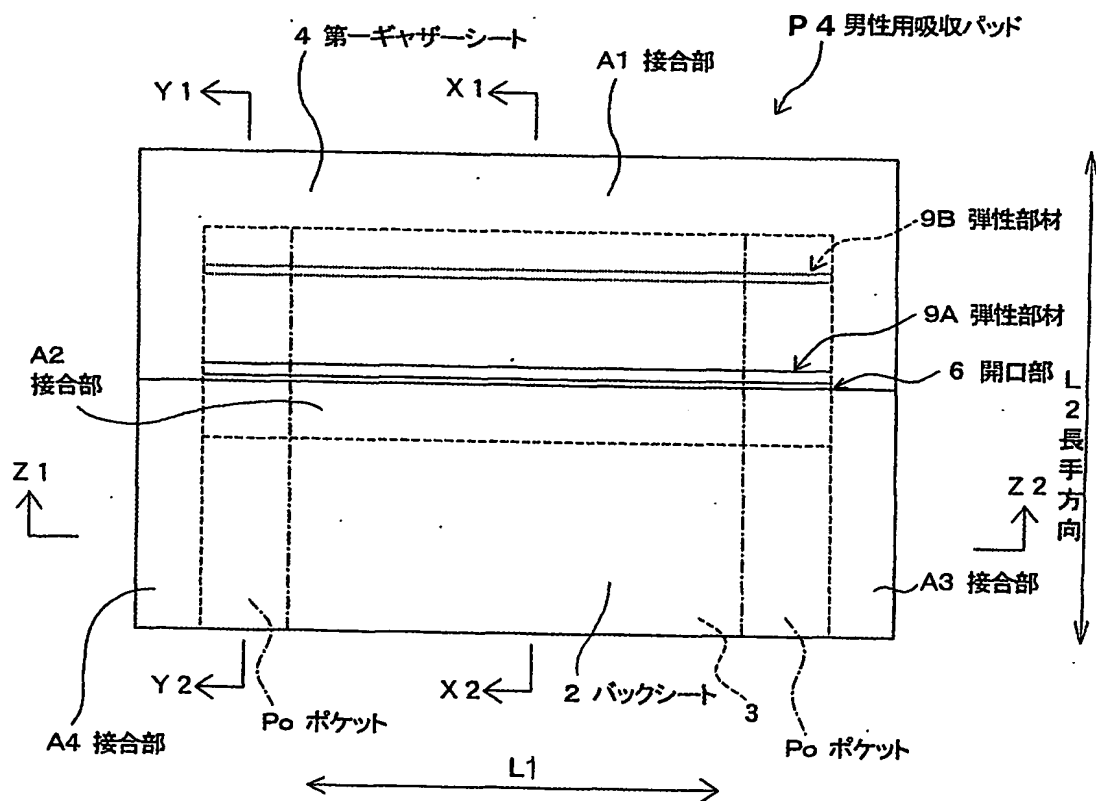 P4 男性用吸収パッド
4 第一ギャザーシート
A1 接合部
Y1
X1
9B 弾性部材
9A 弾性部材
A2
接合部
6 開口部
L2長手方向
Z1
Z2
A3 接合部
Y2
X2
2 バックシート
3
Po ポケット
Po ポケット
A4 接合部
L1